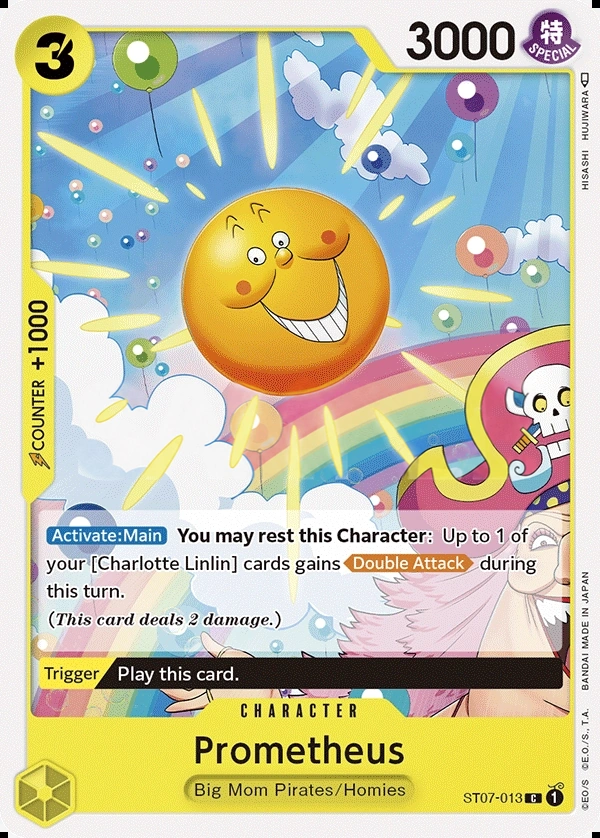 3
3000
特
SPECIAL
HISASHI HUJIWARA
COUNTER +1000
Activate:Main You may rest this Character: Up to 1 of
your [Charlotte Linlin] cards gains Double Attack during
this turn.
(This card deals 2 damage.)
Trigger Play this card.
CHARACTER
Prometheus
Big Mom Pirates/Homies
ST07-013 C 1
©EO/S ©E.O./S., T.A. BANDAI MADE IN JAPAN